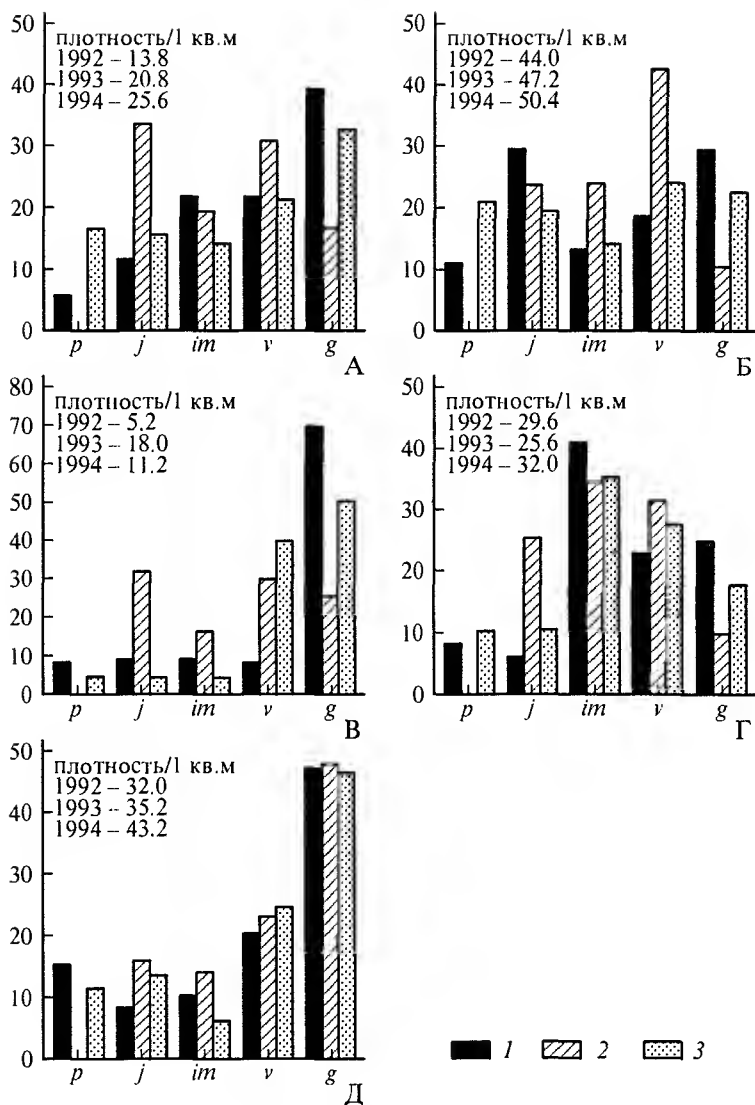 50
40
30
20
10
0
плотность/1 кв.м
1992 – 13.8
1993 – 20.8
1994 – 25.6
p j im v g
А
50
40
30
20
10
0
плотность/1 кв.м
1992 – 44.0
1993 – 47.2
1994 – 50.4
p j im v g
Б
80
70
60
50
40
30
20
10
0
плотность/1 кв.м
1992 – 5.2
1993 – 18.0
1994 – 11.2
p j im v g
В
50
40
30
20
10
0
плотность/1 кв.м
1992 – 29.6
1993 – 25.6
1994 – 32.0
p j im v g
Г
50
40
30
20
10
0
плотность/1 кв.м
1992 – 32.0
1993 – 35.2
1994 – 43.2
p j im v g
Д
1 2 3